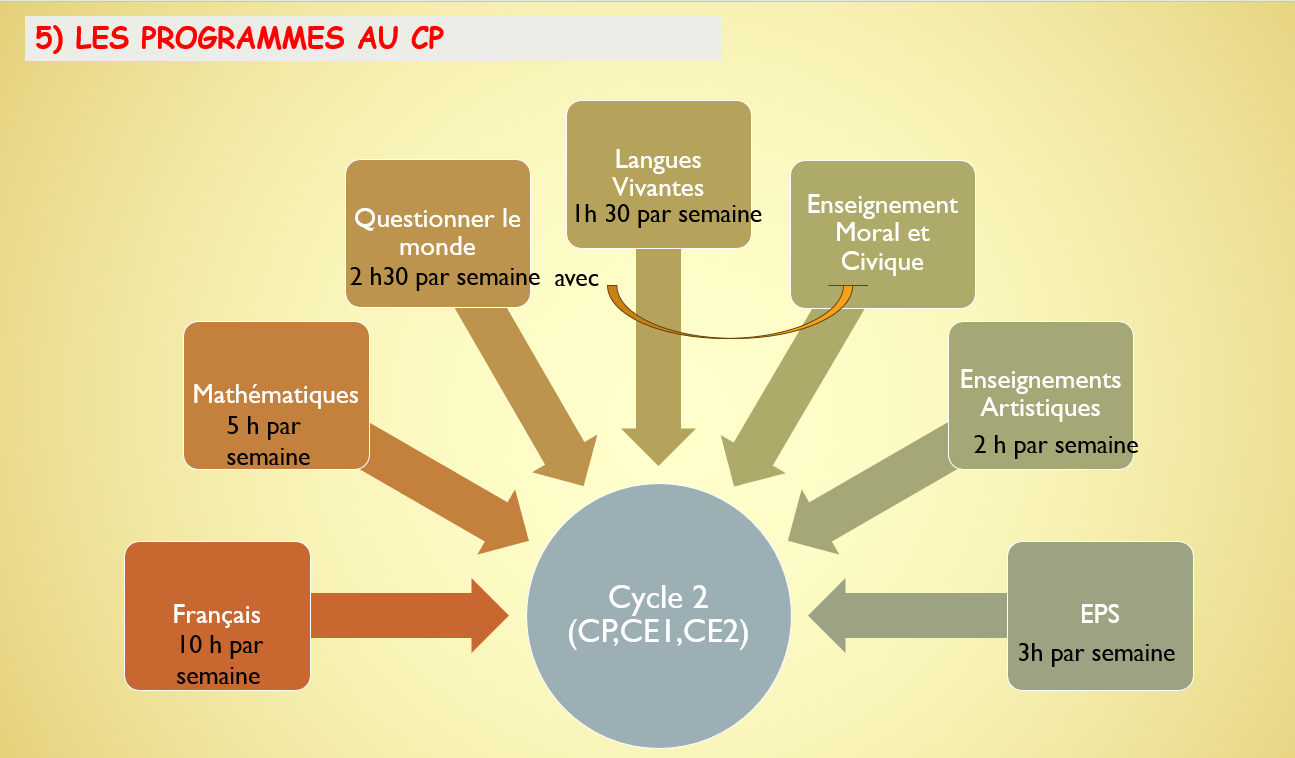 5) LES PROGRAMMES AU CP
Langues
Vivantes
1h 30 par semaine
Questionner le
monde
2 h30 par semaine avec
Enseignement
Moral et
Civique
Mathématiques
5 h par
semaine
Enseignements
Artistiques
2 h par semaine
Français
10 h par
semaine
Cycle 2
(CP,CE1,CE2)
EPS
3h par semaine